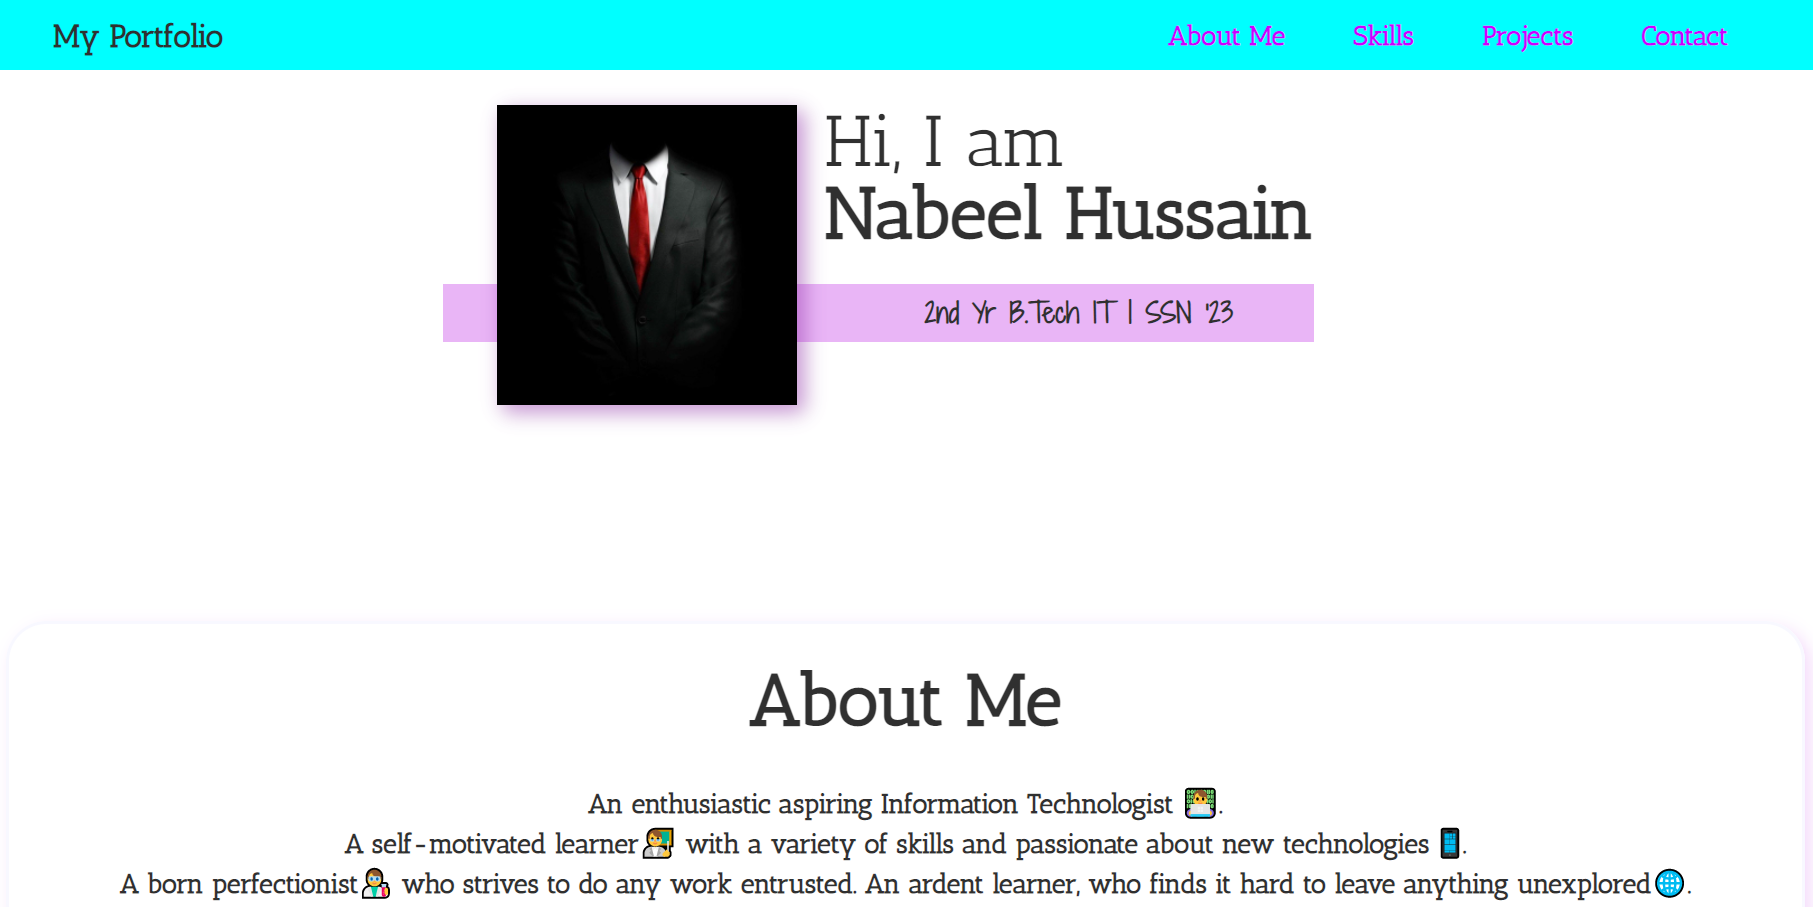 My Portfolio
About Me Skills Projects Contact
Hi, I am
Nabeel Hussain
2nd Yr B.Tech IT | SSN '23
About Me
An enthusiastic aspiring Information Technologist 👨‍💻.
A self-motivated learner👨‍🏫 with a variety of skills and passionate about new technologies 📱.
A born perfectionist👨‍🔬 who strives to do any work entrusted. An ardent learner, who finds it hard to leave anything unexplored🌐.